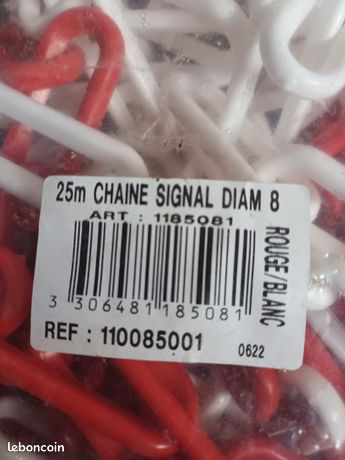 25m CHAINE SIGNAL DIAM 8
ART : 1185081
ROUGE/BLANC
3 306481 185081
REF : 110085001
0622
leboncoin